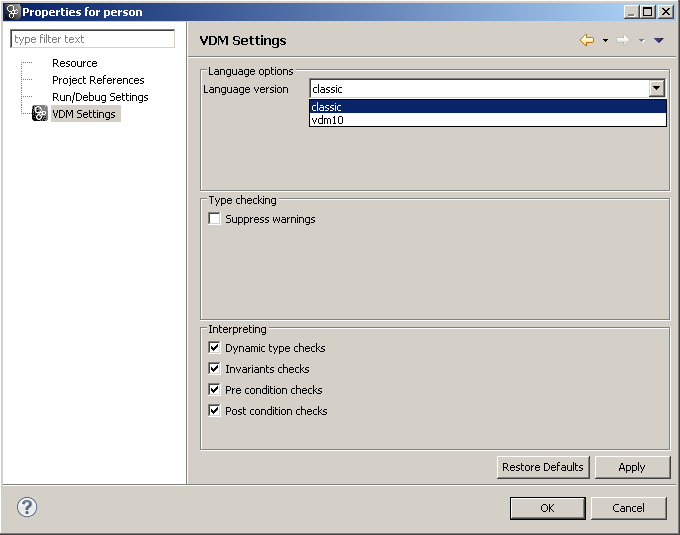 Properties for person
type filter text
Resource
Project References
Run/Debug Settings
VDM Settings
VDM Settings
Language options
Language version classic
classic
vdm10
Type checking
Suppress warnings
Interpreting
Dynamic type checks
Invariants checks
Pre condition checks
Post condition checks
Restore Defaults Apply
? OK Cancel